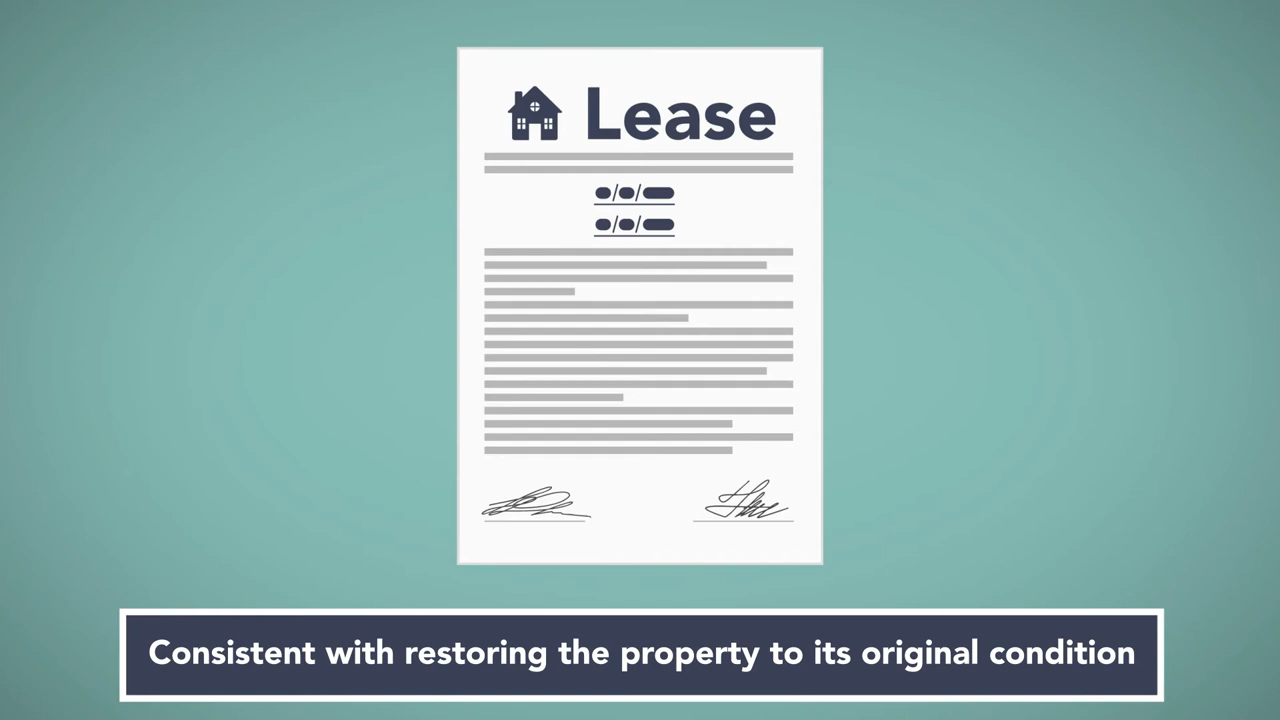 Lease
Consistent with restoring the property to its original condition